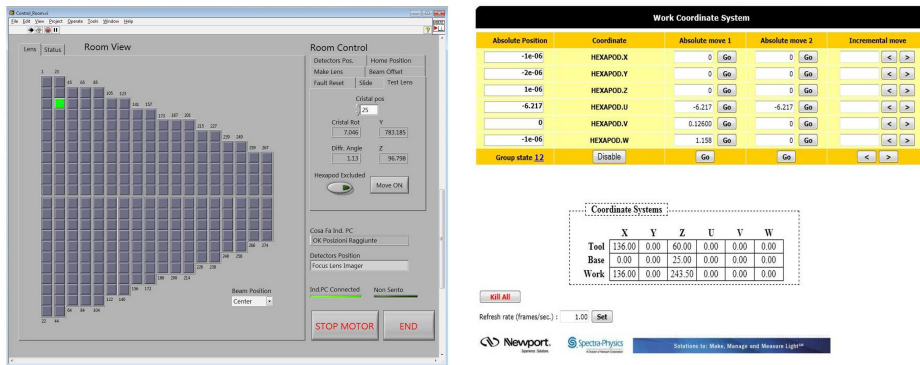 Control_Room.vi
File Edit View Project Operate Tools Window Help
Lens Status Room View
1 23
45 65 85
105 123
141 157
173 187 201
215 227
239 249
259 267
266 274
248 258
226 238
186 200 214
156 172
122 140
64 84 104
22 44
Beam Position
Center
Room Control
Detectors Pos. Home Position
Make Lens Beam Offset
Fault Reset Slide Test Lens
Cristal pos
25
Cristal Rot Y
7.046 783.185
Diffr. Angle Z
1.13 96.798
Hexapod Excluded
Move ON
Cosa Fa Ind. PC
OK Posizioni Raggiunte
Detectors Position
Focus Lens Imager
Ind.PC Connected Non Sento
STOP MOTOR END
Work Coordinate System
Absolute Position Coordinate Absolute move 1 Absolute move 2 Incremental move
-1e-06 HEXAPOD.X 0 Go 0 Go < >
-2e-06 HEXAPOD.Y 0 Go 0 Go < >
1e-06 HEXAPOD.Z 0 Go 0 Go < >
-6.217 HEXAPOD.U -6.217 Go -6.217 Go < >
0 HEXAPOD.V 0.12600 Go 0 Go < >
-1e-06 HEXAPOD.W 1.158 Go 0 Go < >
Group state 12 Disable Go Go < >
Coordinate Systems
X Y Z U V W
Tool 136.00 0.00 60.00 0.00 0.00 0.00
Base 0.00 0.00 25.00 0.00 0.00 0.00
Work 136.00 0.00 243.50 0.00 0.00 0.00
Kill All
Refresh rate (frames/sec.) : 1.00 Set
Newport. Spectra-Physics Solutions to: Make, Manage and Measure Light℠
Experience | Solutions
A Division of Newport Corporation